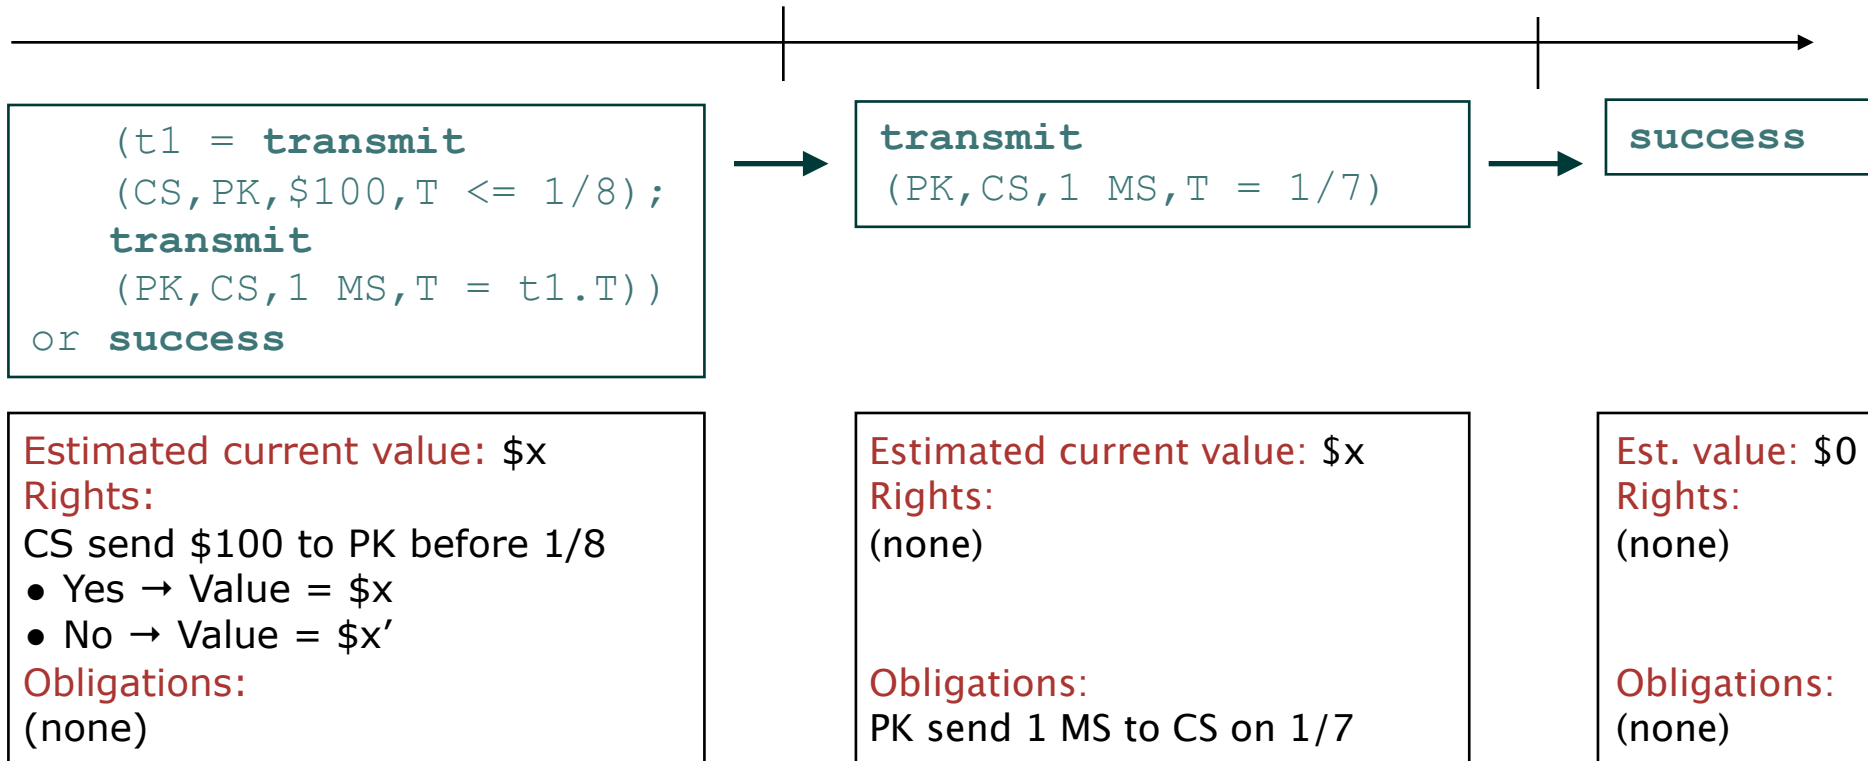 (t1 = transmit
(CS,PK,$100,T <= 1/8);
transmit
(PK,CS,1 MS,T = t1.T))
or success
transmit
(PK,CS,1 MS,T = 1/7)
success
Estimated current value: $x
Rights:
CS send $100 to PK before 1/8
• Yes → Value = $x
• No → Value = $x’
Obligations:
(none)
Estimated current value: $x
Rights:
(none)
Obligations:
PK send 1 MS to CS on 1/7
Est. value: $0
Rights:
(none)
Obligations:
(none)